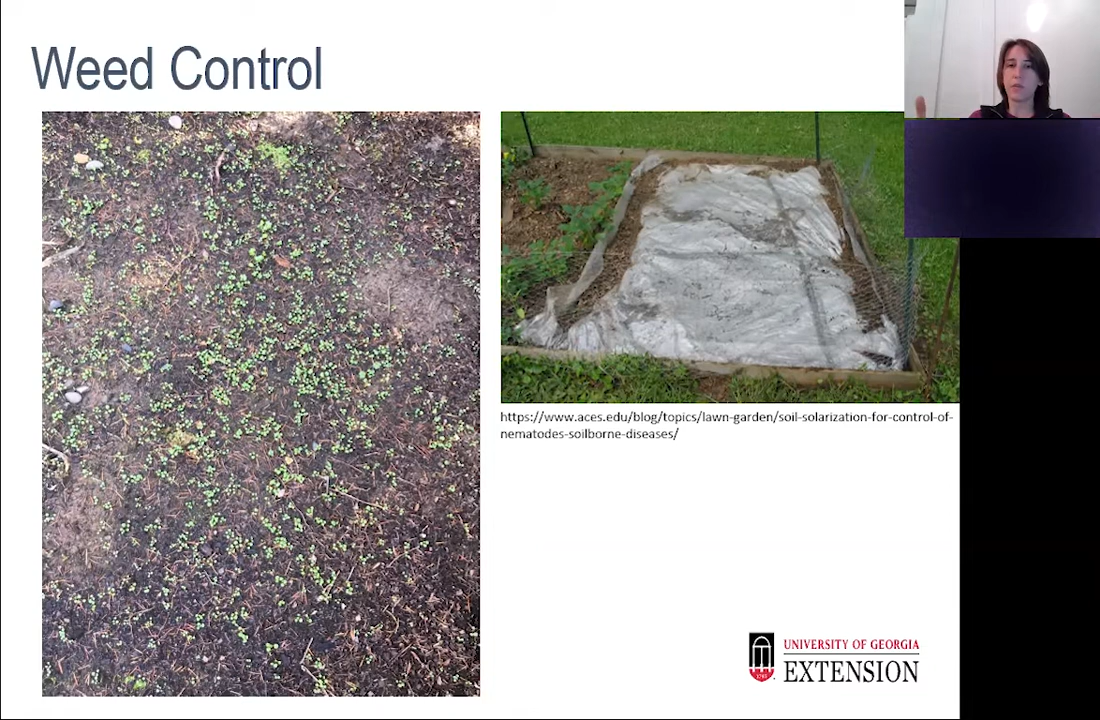 Weed Control
https://www.aces.edu/blog/topics/lawn-garden/soil-solarization-for-control-of-
nematodes-soilborne-diseases/
UNIVERSITY OF GEORGIA
EXTENSION
1785